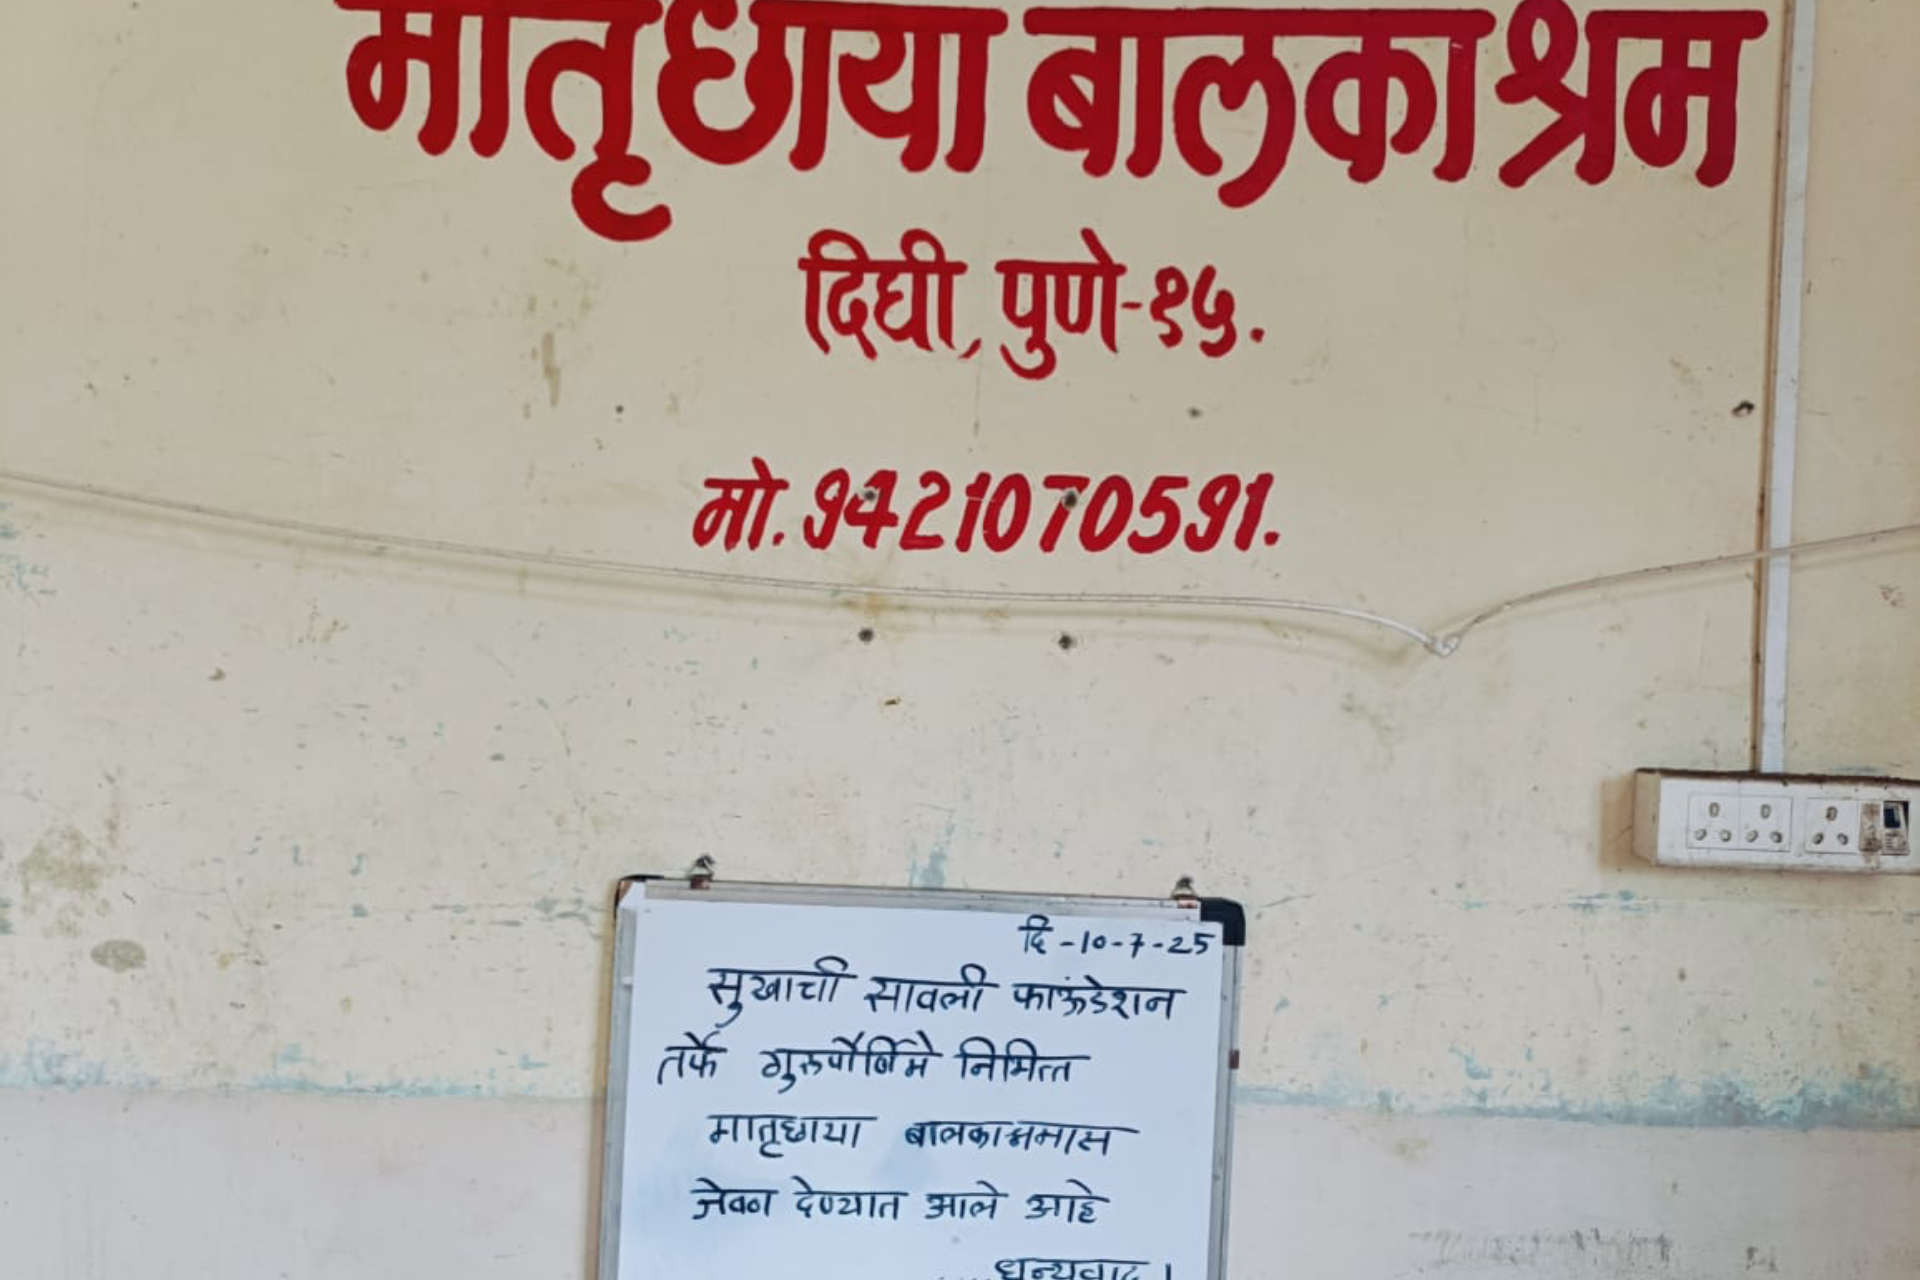 मातृछाया बालकाश्रम
दिघी, पुणे-१५.
मो. 9421070591.
दि -10-7-25
सुखाची सावली फाऊंडेशन
तर्फे गुरुपौर्णिमे निमित्त
मातृछाया बालकाश्रमास
जेवण देण्यात आले आहे
....धन्यवाद।